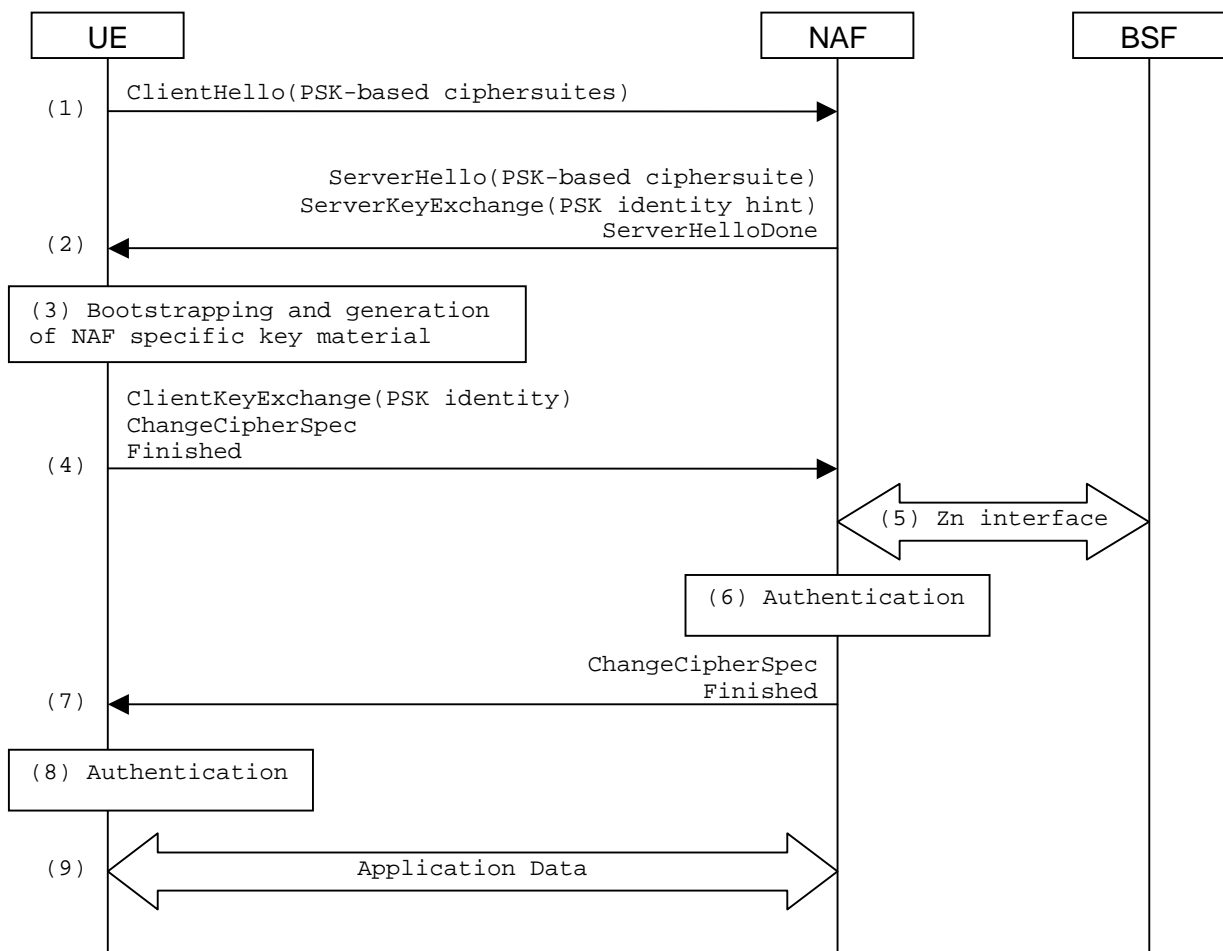 UE
NAF
BSF
(1)
ClientHello(PSK-based ciphersuites)
ServerHello(PSK-based ciphersuite)
ServerKeyExchange(PSK identity hint)
ServerHelloDone
(2)
(3) Bootstrapping and generation
of NAF specific key material
ClientKeyExchange(PSK identity)
ChangeCipherSpec
Finished
(4)
(5) Zn interface
(6) Authentication
ChangeCipherSpec
Finished
(7)
(8) Authentication
(9)
Application Data